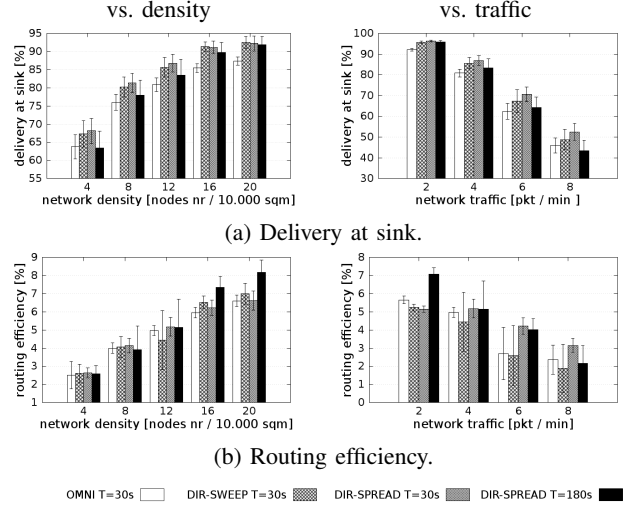 vs. density
vs. traffic
delivery at sink [%]
95
90
85
80
75
70
65
60
55
4 8 12 16 20
network density [nodes nr / 10.000 sqm]
delivery at sink [%]
100
90
80
70
60
50
40
30
2 4 6 8
network traffic [pkt / min ]
(a) Delivery at sink.
routing efficiency [%]
9
8
7
6
5
4
3
2
1
4 8 12 16 20
network density [nodes nr / 10.000 sqm]
routing efficiency [%]
8
7
6
5
4
3
2
1
0
2 4 6 8
network traffic [pkt / min]
(b) Routing efficiency.
OMNI T=30s DIR-SWEEP T=30s DIR-SPREAD T=30s DIR-SPREAD T=180s